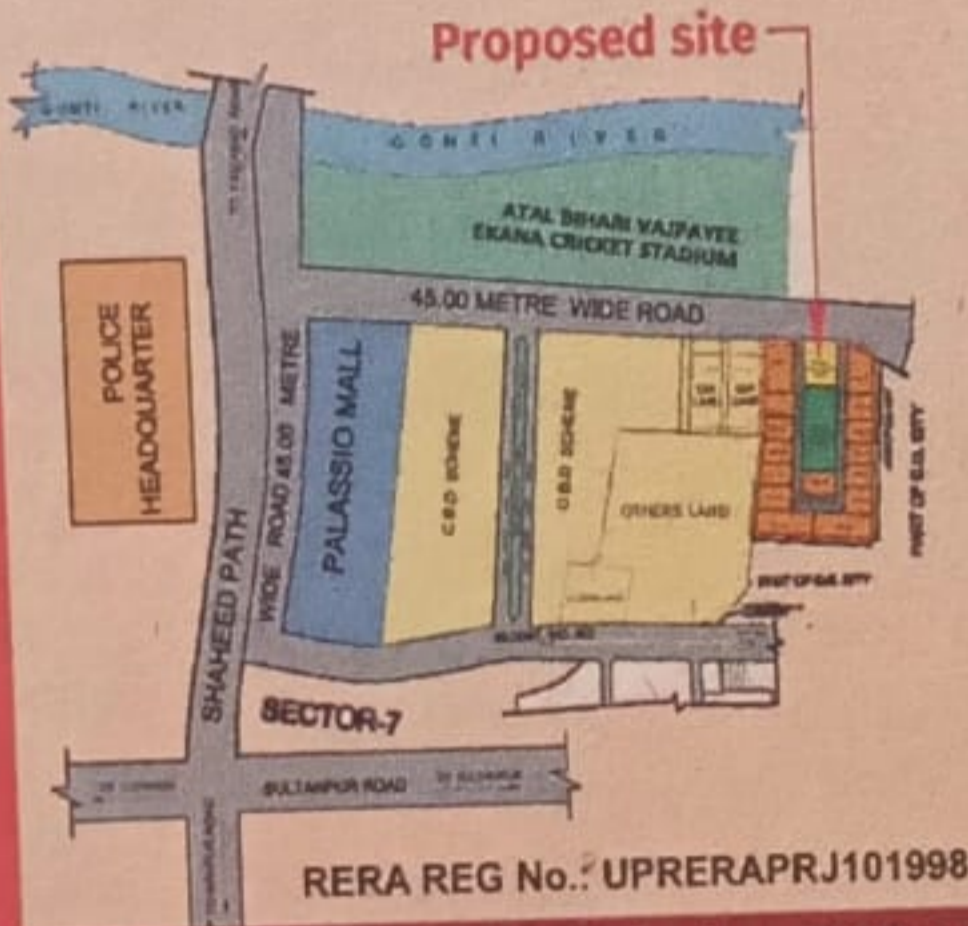 Proposed site
GOMTI RIVER
GOMTI RIVER
ATAL BIHARI VAJPAYEE
EKANA CRICKET STADIUM
45.00 METRE WIDE ROAD
POLICE
HEADQUARTER
WIDE ROAD 45.00 METRE
PALASSIO MALL
C.B.D SCHEME
C.B.D SCHEME
OTHERS LAND
SHAHEED PATH
SECTOR-7
SULTANPUR ROAD
TO SULTANPUR
RERA REG No.: UPRERAPRJ101998